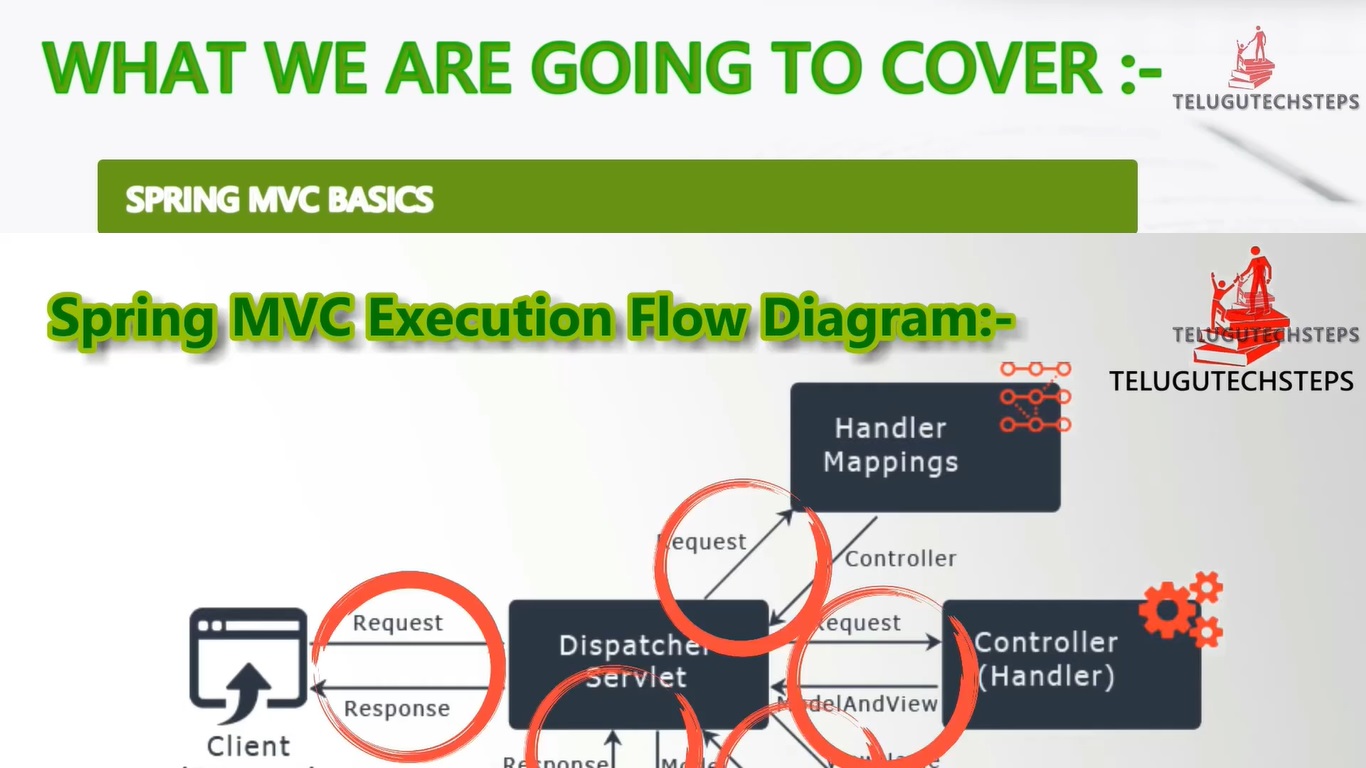 WHAT WE ARE GOING TO COVER :-
TELUGUTECHSTEPS
SPRING MVC BASICS
Spring MVC Execution Flow Diagram:-
TELUGUTECHSTEPS
TELUGUTECHSTEPS
Handler
Mappings
Request
Controller
Request
Dispatcher
Servlet
Request
Controller
(Handler)
Response
ModelAndView
Client
Response
Model